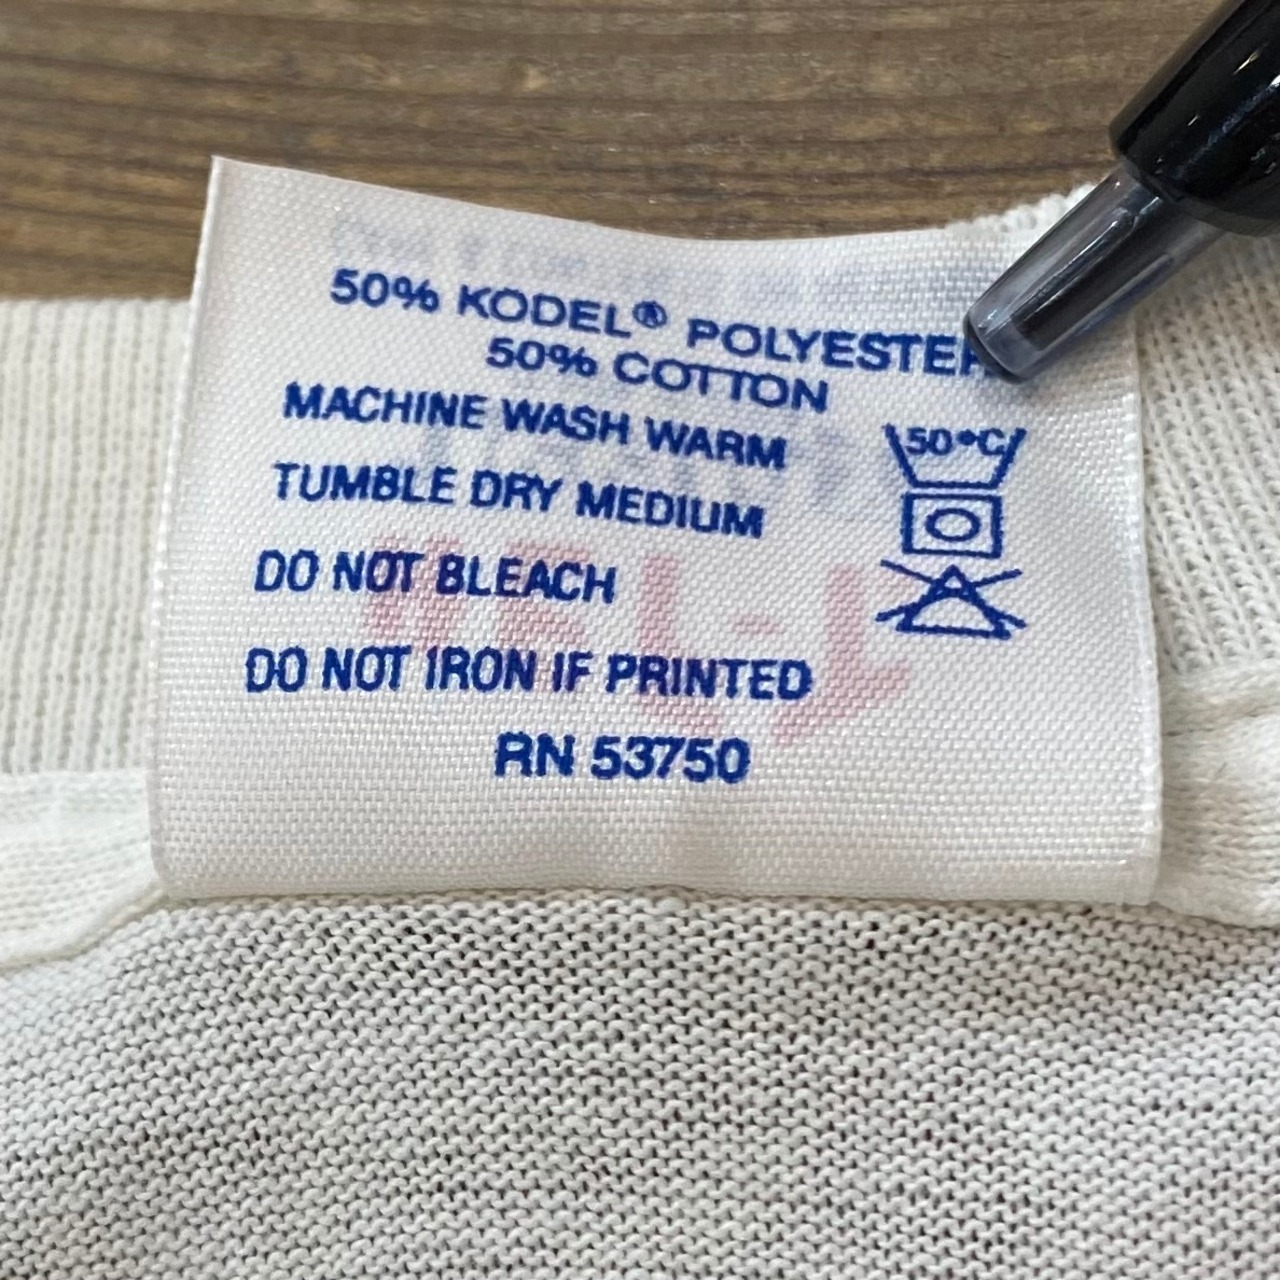 50% KODEL® POLYESTER
50% COTTON
MACHINE WASH WARM
50°C
TUMBLE DRY MEDIUM
DO NOT BLEACH
DO NOT IRON IF PRINTED
RN 53750